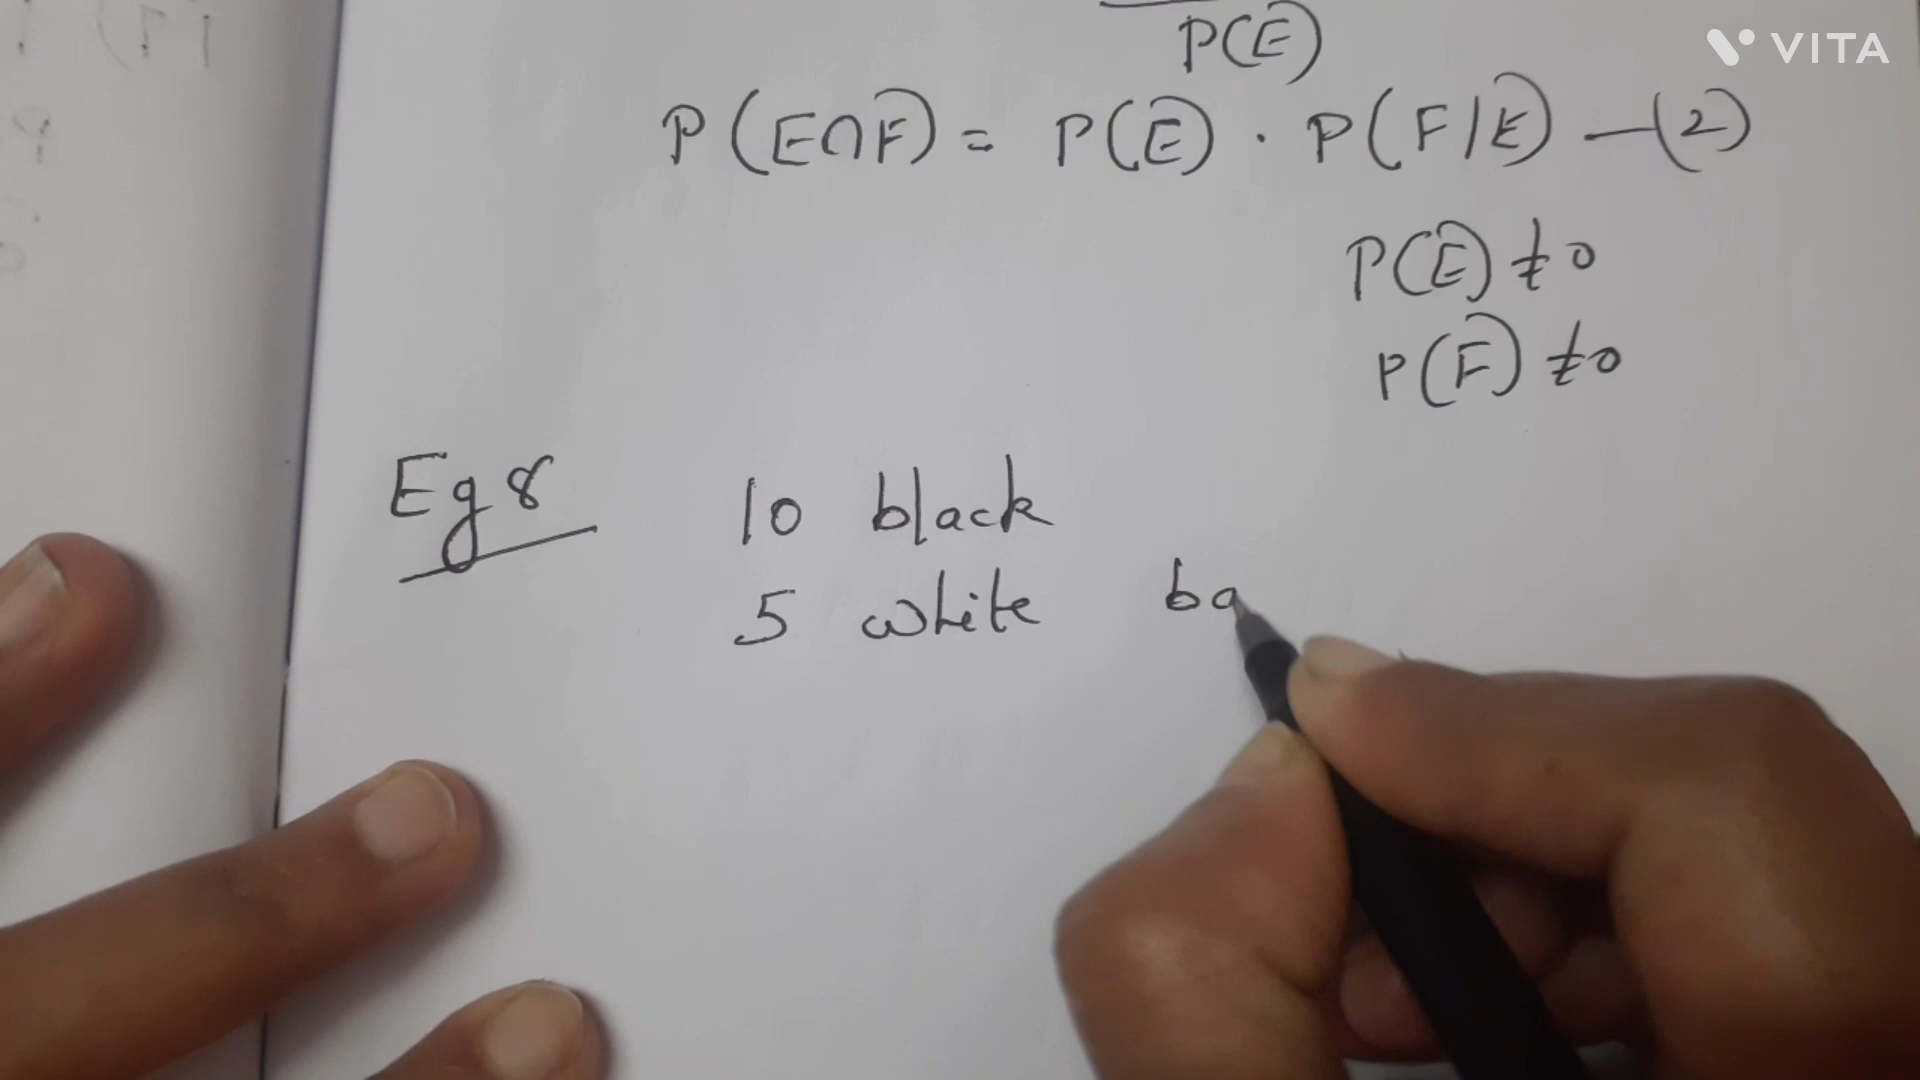 P(E)
VITA
P(E∩F) = P(E) · P(F/E) —(2)
P(E) ≠0
P(F) ≠0
Eg 8 10 black
5 white ba